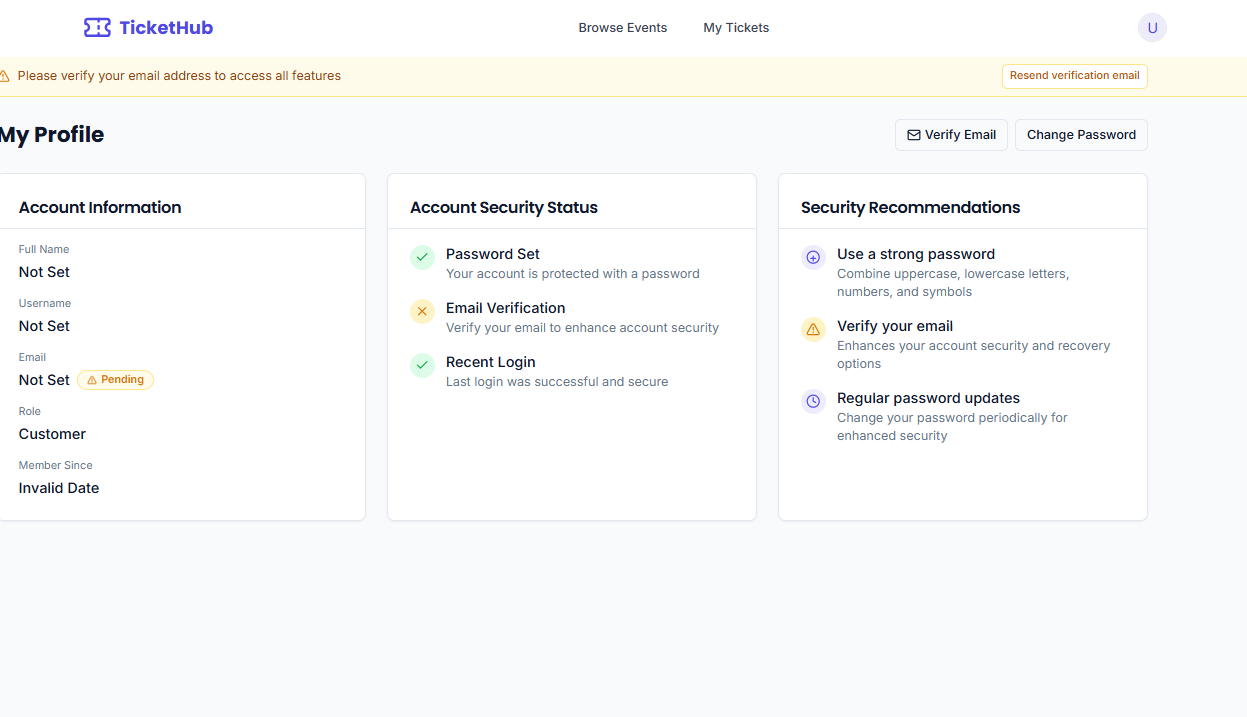 TicketHub
Browse Events
My Tickets
U
Please verify your email address to access all features
Resend verification email
My Profile
Verify Email
Change Password
Account Information
Full Name
Not Set
Username
Not Set
Email
Not Set
Pending
Role
Customer
Member Since
Invalid Date
Account Security Status
Password Set
Your account is protected with a password
Email Verification
Verify your email to enhance account security
Recent Login
Last login was successful and secure
Security Recommendations
Use a strong password
Combine uppercase, lowercase letters,
numbers, and symbols
Verify your email
Enhances your account security and recovery
options
Regular password updates
Change your password periodically for
enhanced security